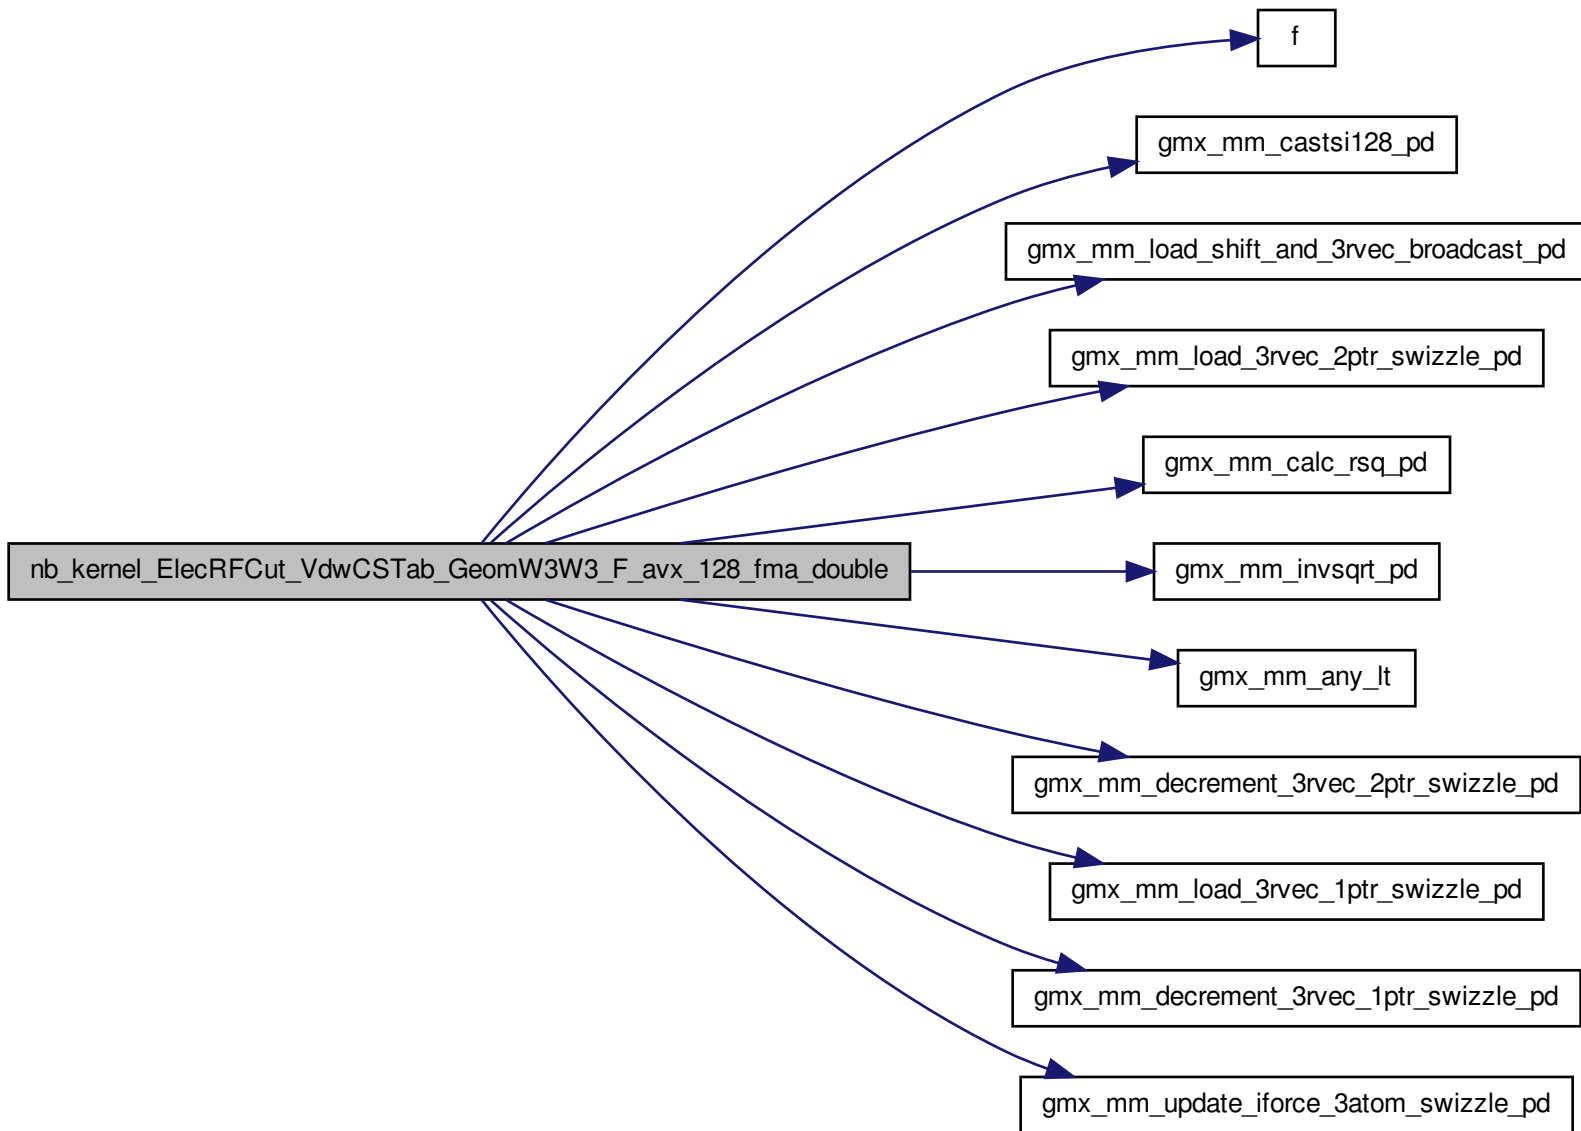 f
gmx_mm_castsi128_pd
gmx_mm_load_shift_and_3rvec_broadcast_pd
gmx_mm_load_3rvec_2ptr_swizzle_pd
gmx_mm_calc_rsq_pd
nb_kernel_ElecRFCut_VdwCSTab_GeomW3W3_F_avx_128_fma_double
gmx_mm_invsqrt_pd
gmx_mm_any_lt
gmx_mm_decrement_3rvec_2ptr_swizzle_pd
gmx_mm_load_3rvec_1ptr_swizzle_pd
gmx_mm_decrement_3rvec_1ptr_swizzle_pd
gmx_mm_update_iforce_3atom_swizzle_pd